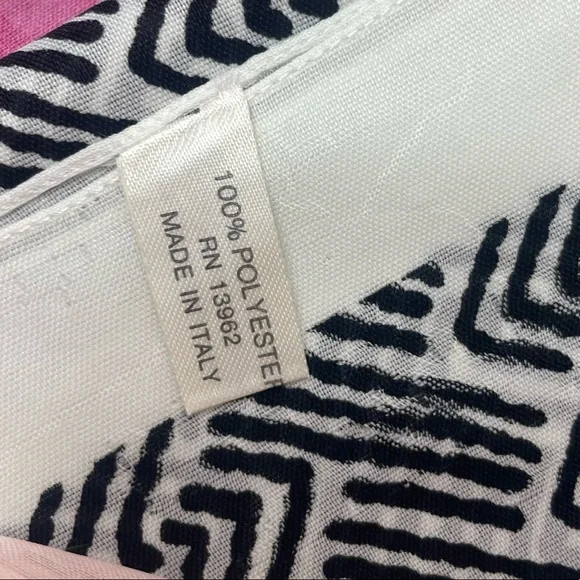 100% POLYESTER
RN 13962
MADE IN ITALY